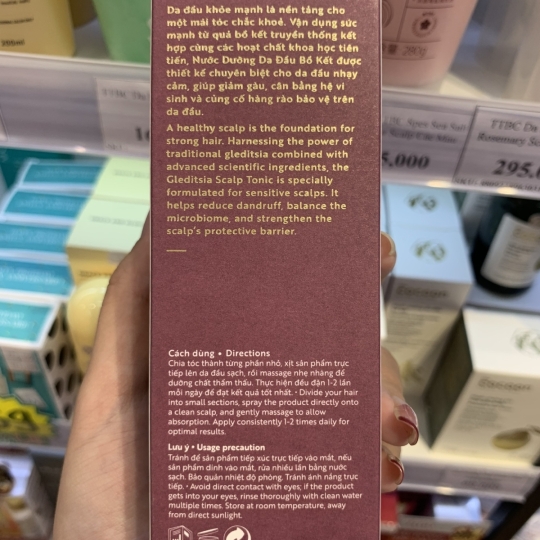 Da đầu khỏe mạnh là nền tảng cho
một mái tóc chắc khoẻ. Vận dụng sức
mạnh từ quả bồ kết truyền thống kết
hợp cùng các hoạt chất khoa học tiên
tiến, Nước Dưỡng Da Đầu Bồ Kết được
thiết kế chuyên biệt cho da đầu nhạy
cảm, giúp giảm gàu, cân bằng hệ vi
sinh và củng cố hàng rào bảo vệ trên
da đầu.
A healthy scalp is the foundation for
strong hair. Harnessing the power of
traditional gleditsia combined with
advanced scientific ingredients, the
Gleditsia Scalp Tonic is specially
formulated for sensitive scalps. It
helps reduce dandruff, balance the
microbiome, and strengthen the
scalp's protective barrier.
Cách dùng • Directions
Chia tóc thành từng phần nhỏ, xịt sản phẩm trực
tiếp lên da đầu sạch, rồi massage nhẹ nhàng để
dưỡng chất thẩm thấu. Thực hiện đều đặn 1-2 lần
mỗi ngày để đạt kết quả tốt nhất. • Divide your hair
into small sections, spray the product directly onto
a clean scalp, and gently massage to allow
absorption. Apply consistently 1-2 times daily for
optimal results.
Lưu ý • Usage precaution
Tránh để sản phẩm tiếp xúc trực tiếp vào mắt, nếu
sản phẩm dính vào mắt, rửa nhiều lần bằng nước
sạch. Bảo quản nhiệt độ phòng. Tránh ánh nắng trực
tiếp. • Avoid direct contact with eyes; if the product
gets into your eyes, rinse thoroughly with clean water
multiple times. Store at room temperature, away
from direct sunlight.
280g
TTBC Da
Rosemary
5,000
295.0